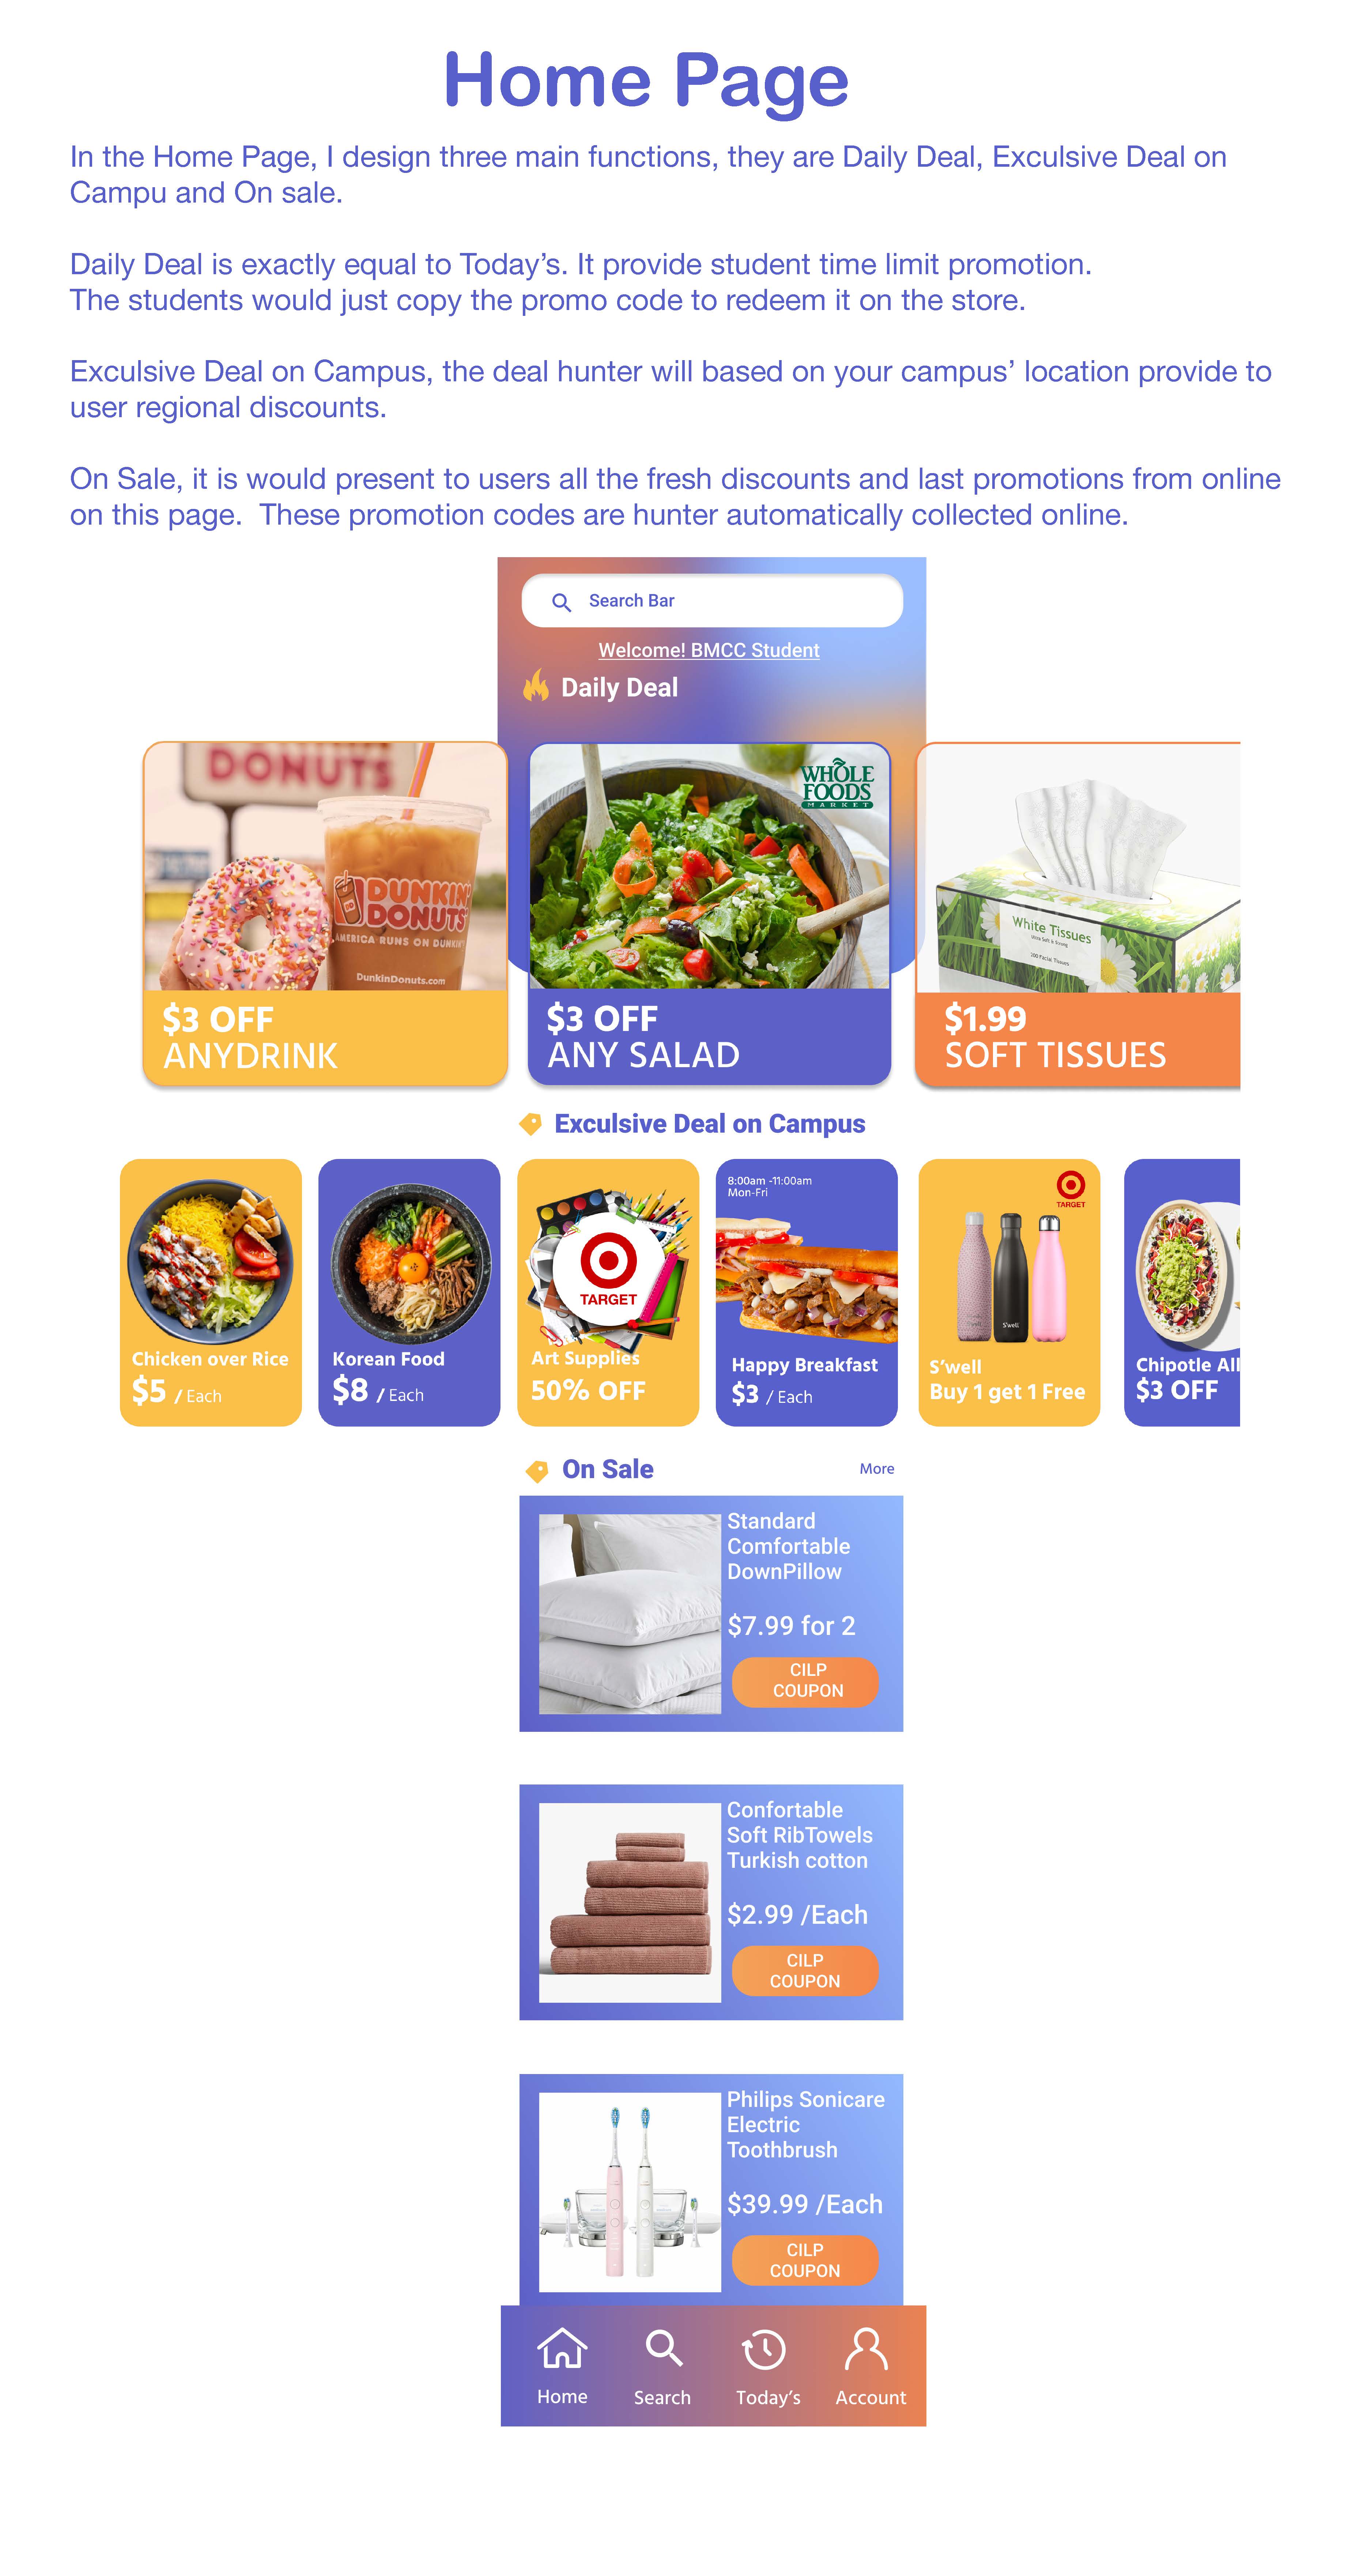 Home Page
In the Home Page, I design three main functions, they are Daily Deal, Exculsive Deal on
Campu and On sale.
Daily Deal is exactly equal to Today’s. It provide student time limit promotion.
The students would just copy the promo code to redeem it on the store.
Exculsive Deal on Campus, the deal hunter will based on your campus’ location provide to
user regional discounts.
On Sale, it is would present to users all the fresh discounts and last promotions from online
on this page.  These promotion codes are hunter automatically collected online.
Search Bar
Welcome! BMCC Student
Daily Deal
DONUTS
DUNKIN'
DONUTS
AMERICA RUNS ON DUNKIN'
DunkinDonuts.com
$3 OFF
ANYDRINK
WHOLE
FOODS
MARKET
$3 OFF
ANY SALAD
White Tissues
Ultra Soft & Strong
200 Facial Tissues
$1.99
SOFT TISSUES
Exculsive Deal on Campus
Chicken over Rice
$5 / Each
Korean Food
$8 / Each
TARGET
Art Supplies
50% OFF
8:00am -11:00am
Mon-Fri
Happy Breakfast
$3 / Each
TARGET
S'well
S’well
Buy 1 get 1 Free
Chipotle All
$3 OFF
On Sale
More
Standard
Comfortable
DownPillow
$7.99 for 2
CILP
COUPON
Confortable
Soft RibTowels
Turkish cotton
$2.99 /Each
CILP
COUPON
Philips Sonicare
Electric
Toothbrush
$39.99 /Each
CILP
COUPON
Home
Search
Today’s
Account